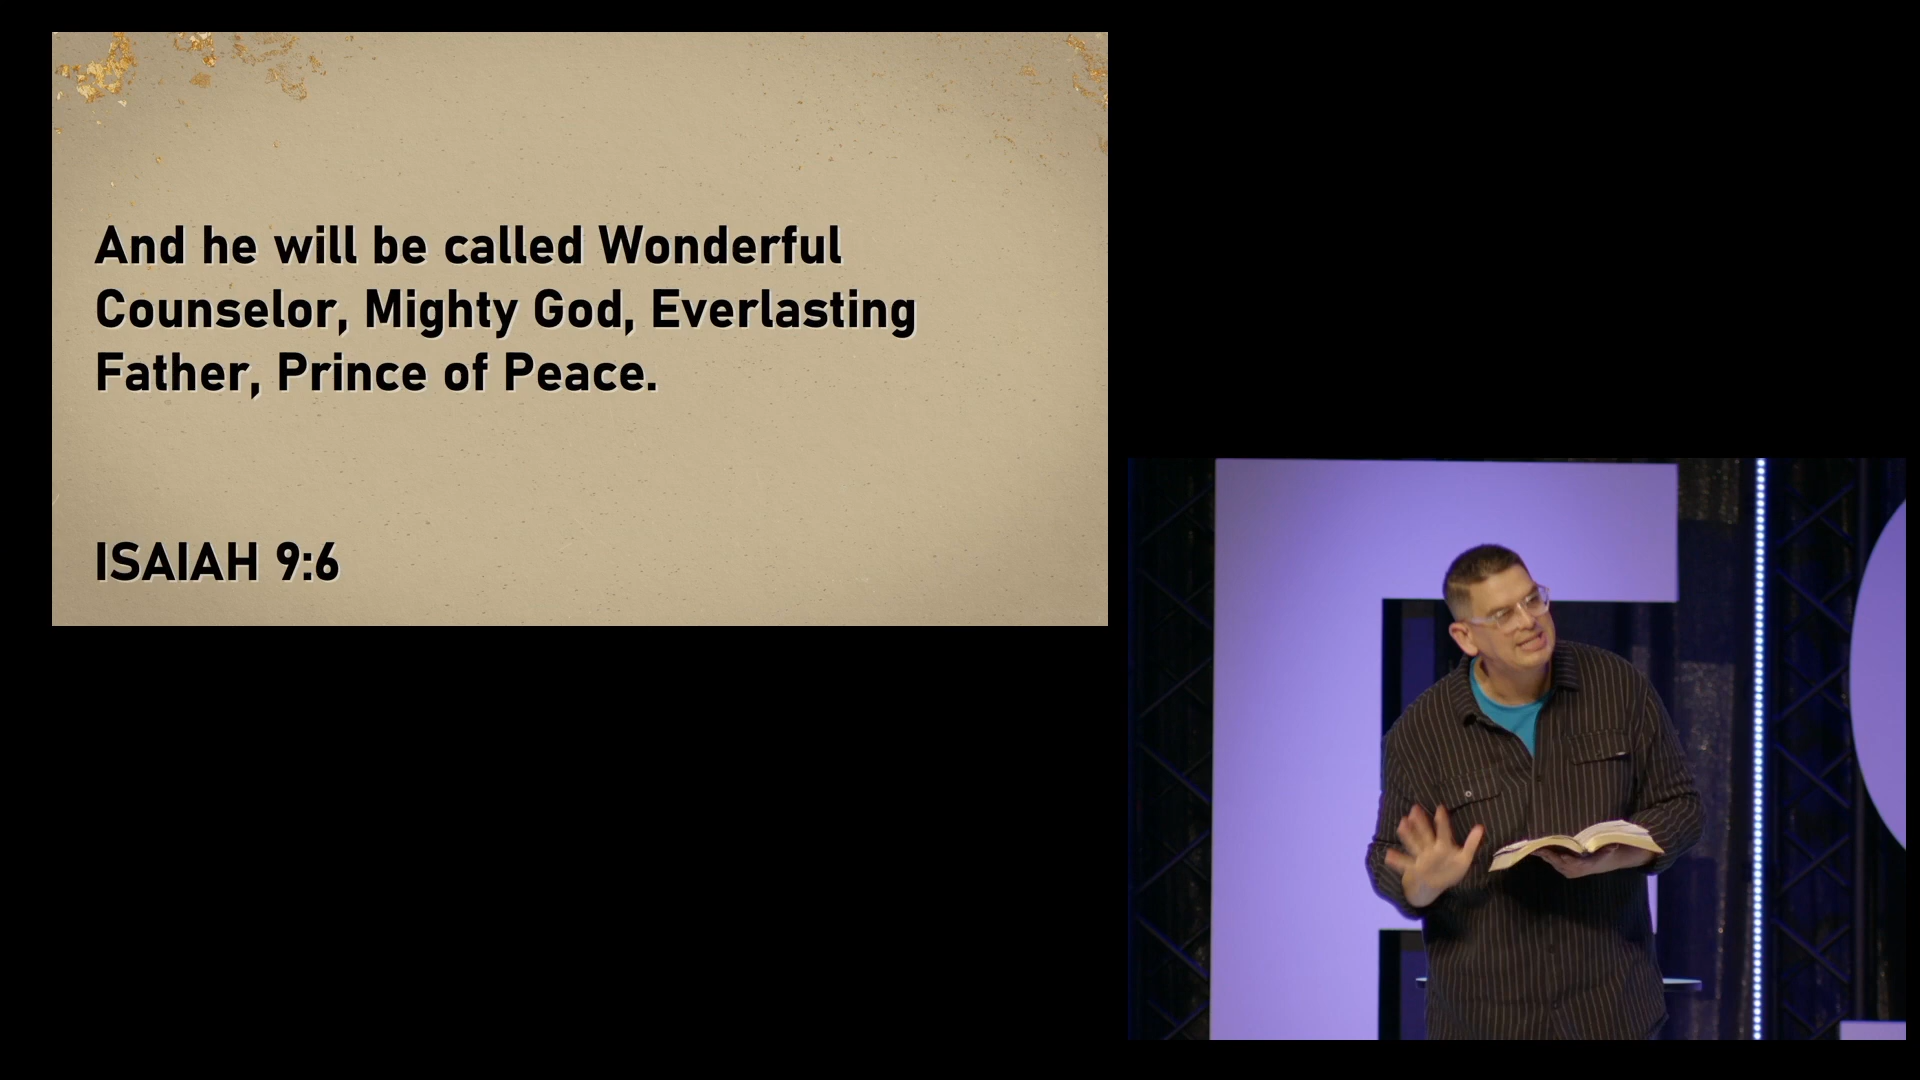 And he will be called Wonderful
Counselor, Mighty God, Everlasting
Father, Prince of Peace.
ISAIAH 9:6